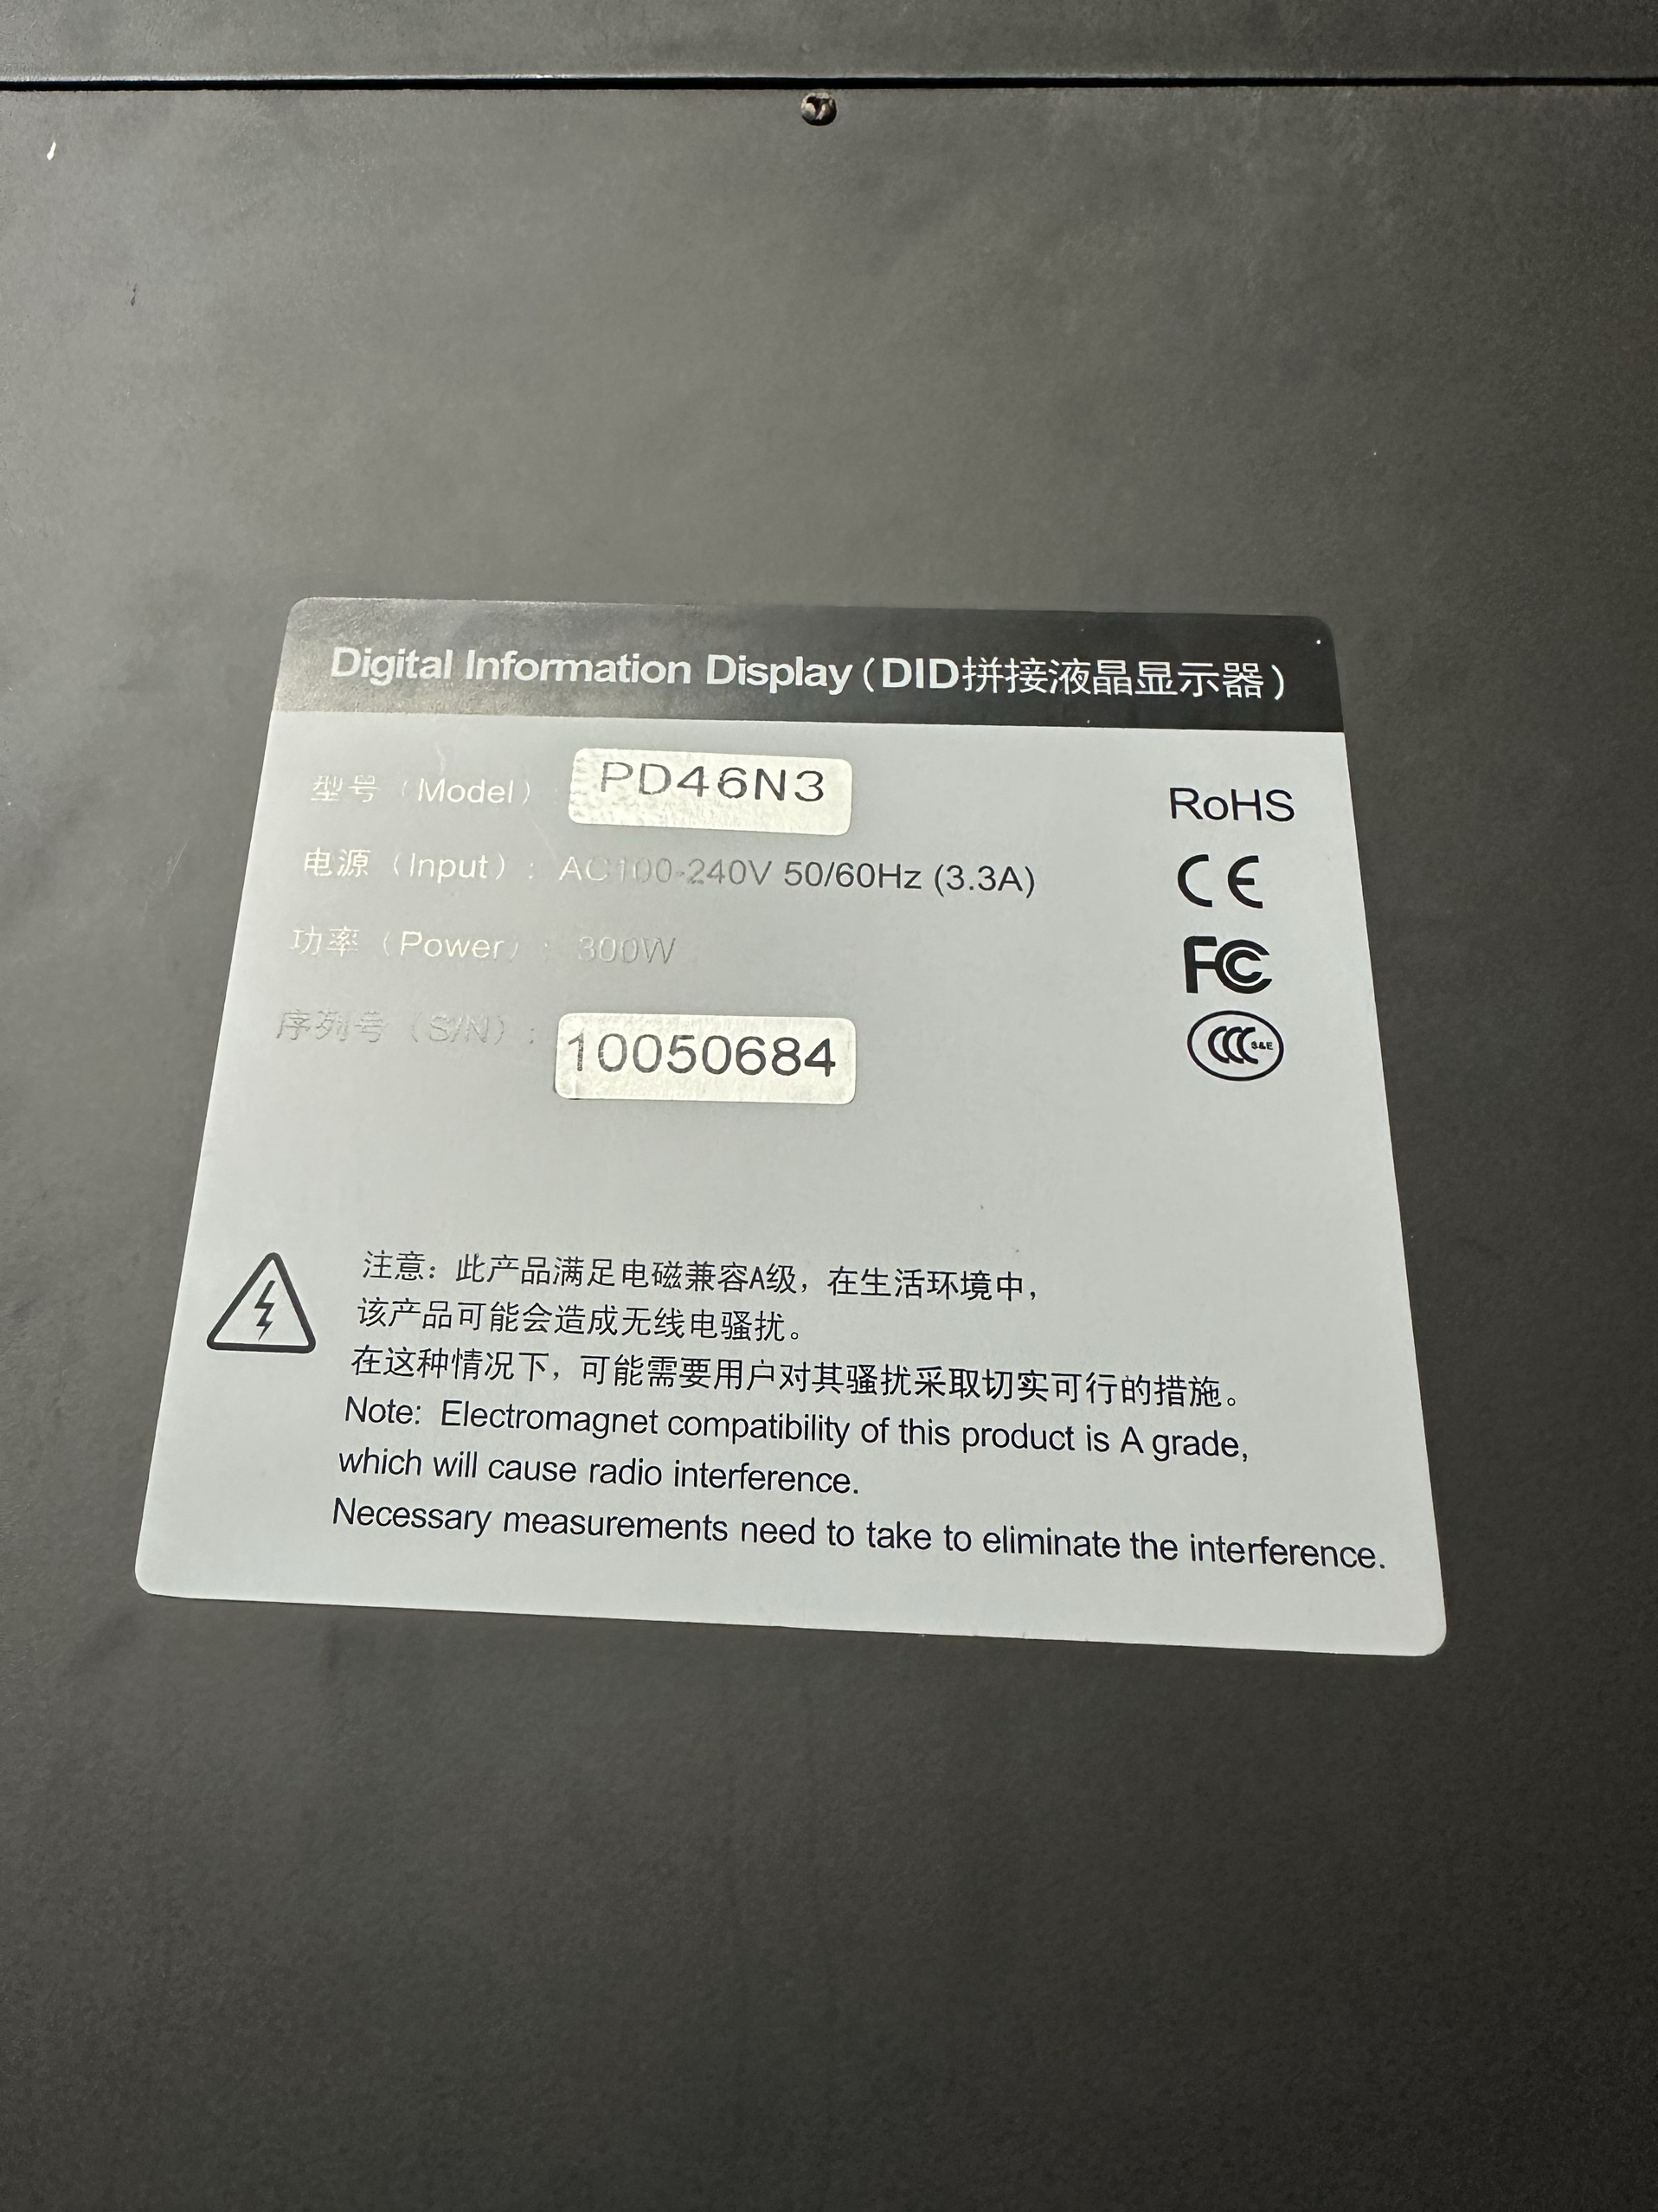 Digital Information Display (DID拼接液晶显示器)
型号 (Model) PD46N3
电源 (Input) : AC100-240V 50/60Hz (3.3A)
功率 (Power) : 300W
序列号 (S/N) : 10050684
RoHS
CE
FC
CCC S&E
注意：此产品满足电磁兼容A级，在生活环境中，
该产品可能会造成无线电骚扰。
在这种情况下，可能需要用户对其骚扰采取切实可行的措施。
Note: Electromagnet compatibility of this product is A grade,
which will cause radio interference.
Necessary measurements need to take to eliminate the interference.